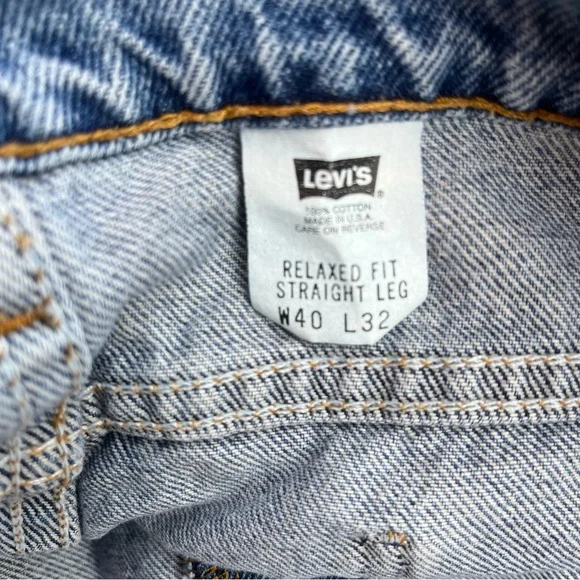 LEVI'S
®
100% COTTON
MADE IN U.S.A.
CARE ON REVERSE
RELAXED FIT
STRAIGHT LEG
W40 L32